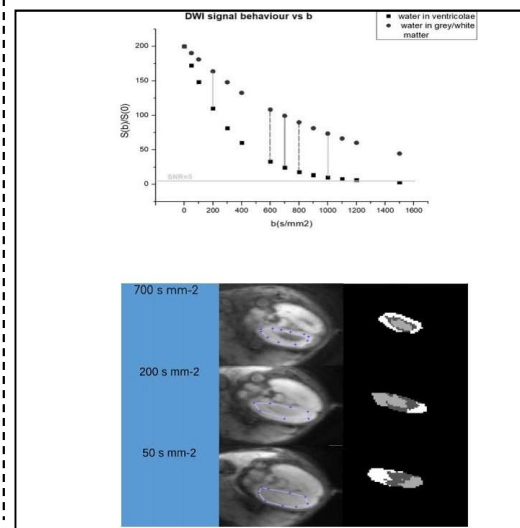 DWI signal behaviour vs b
water in ventricolae
water in grey/white
matter
S(b)/S(0)
200
150
100
50
0
SNR=5
0 200 400 600 800 1000 1200 1400 1600
b(s/mm2)
700 s mm-2
200 s mm-2
50 s mm-2